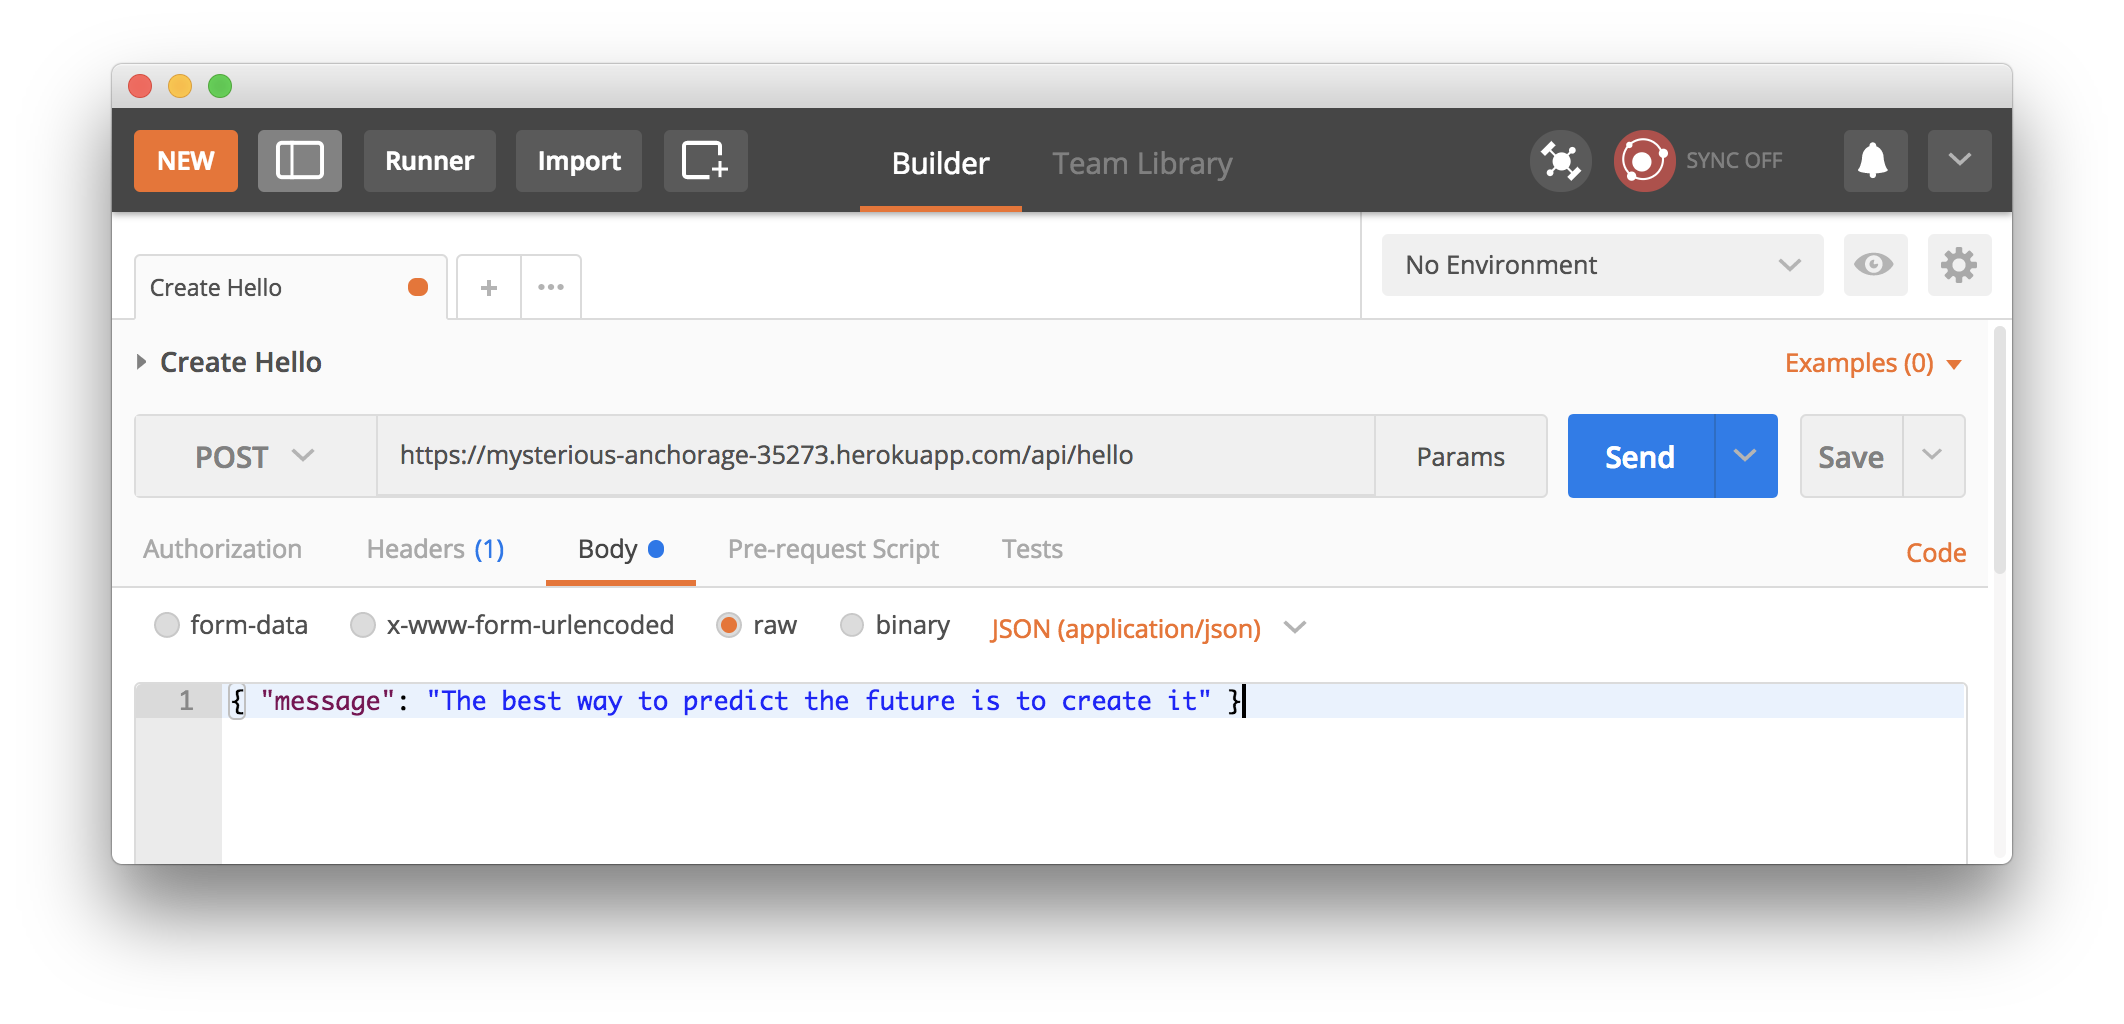 NEW Runner Import Builder Team Library SYNC OFF
Create Hello + ••• No Environment
Create Hello Examples (0)
POST https://mysterious-anchorage-35273.herokuapp.com/api/hello Params Send Save
Authorization Headers (1) Body Pre-request Script Tests Code
form-data x-www-form-urlencoded raw binary JSON (application/json)
1 { "message": "The best way to predict the future is to create it" }